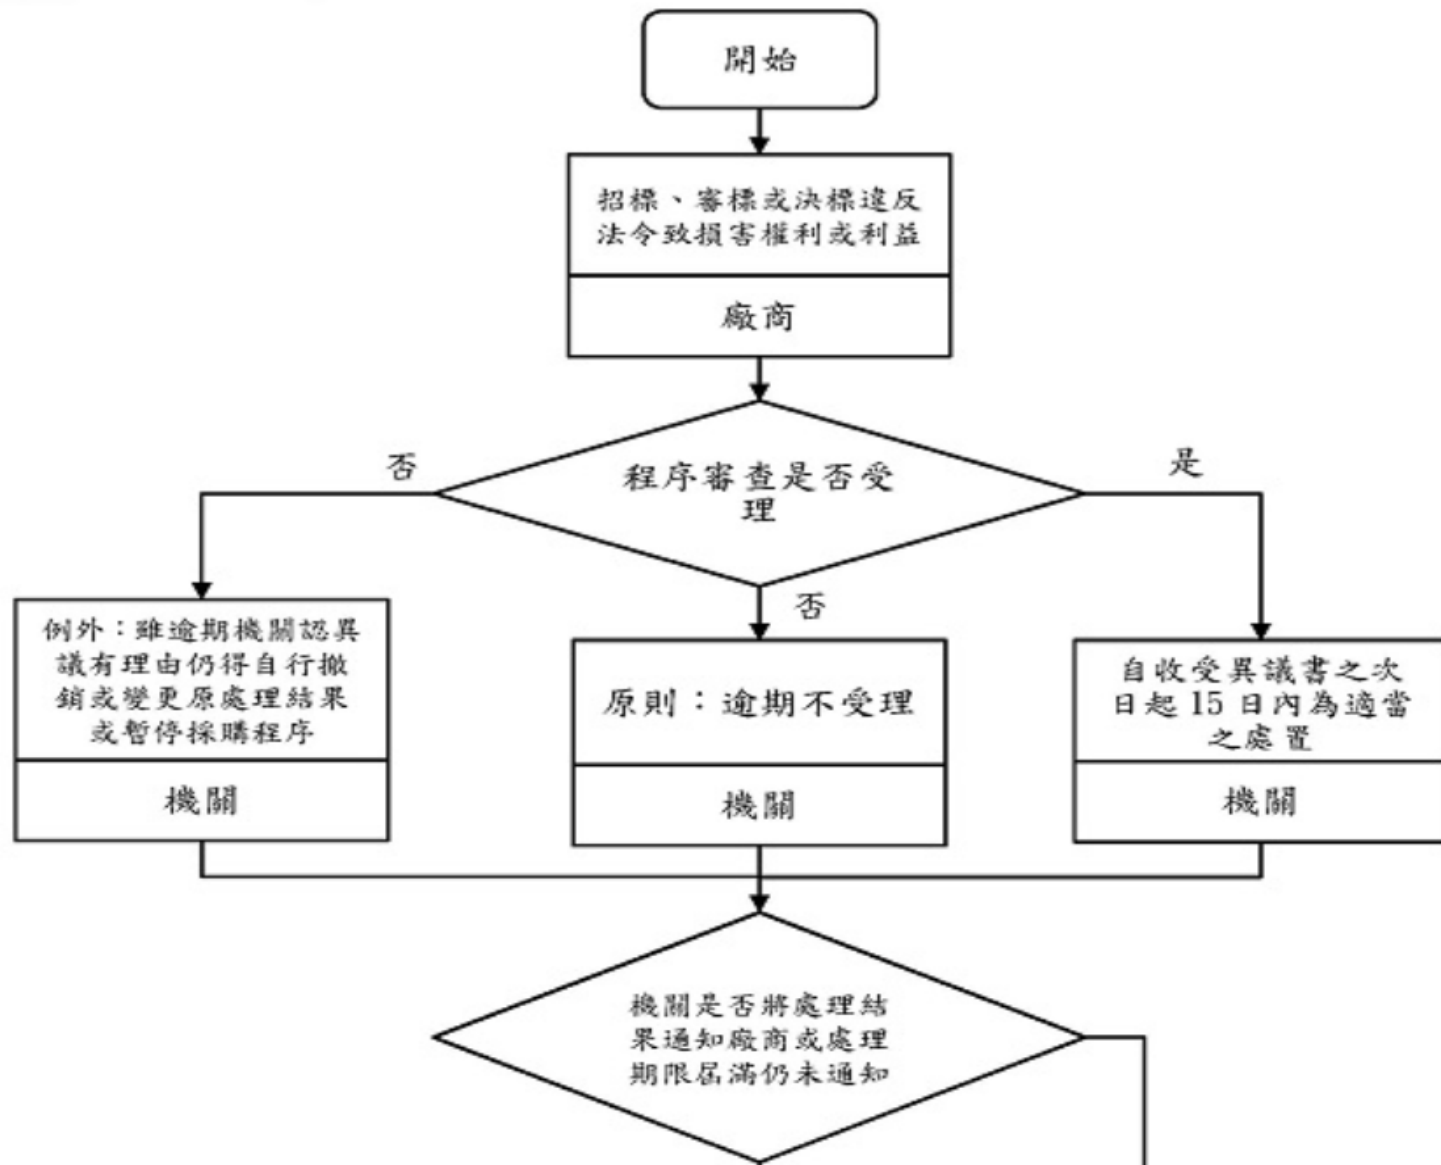 開始
招標、審標或決標違反
法令致損害權利或利益
廠商
程序審查是否受
理
否
是
否
例外：雖逾期機關認異
議有理由仍得自行撤
銷或變更原處理結果
或暫停採購程序
機關
原則：逾期不受理
機關
自收受異議書之次
日起 15 日內為適當
之處置
機關
機關是否將處理結
果通知廠商或處理
期限屆滿仍未通知